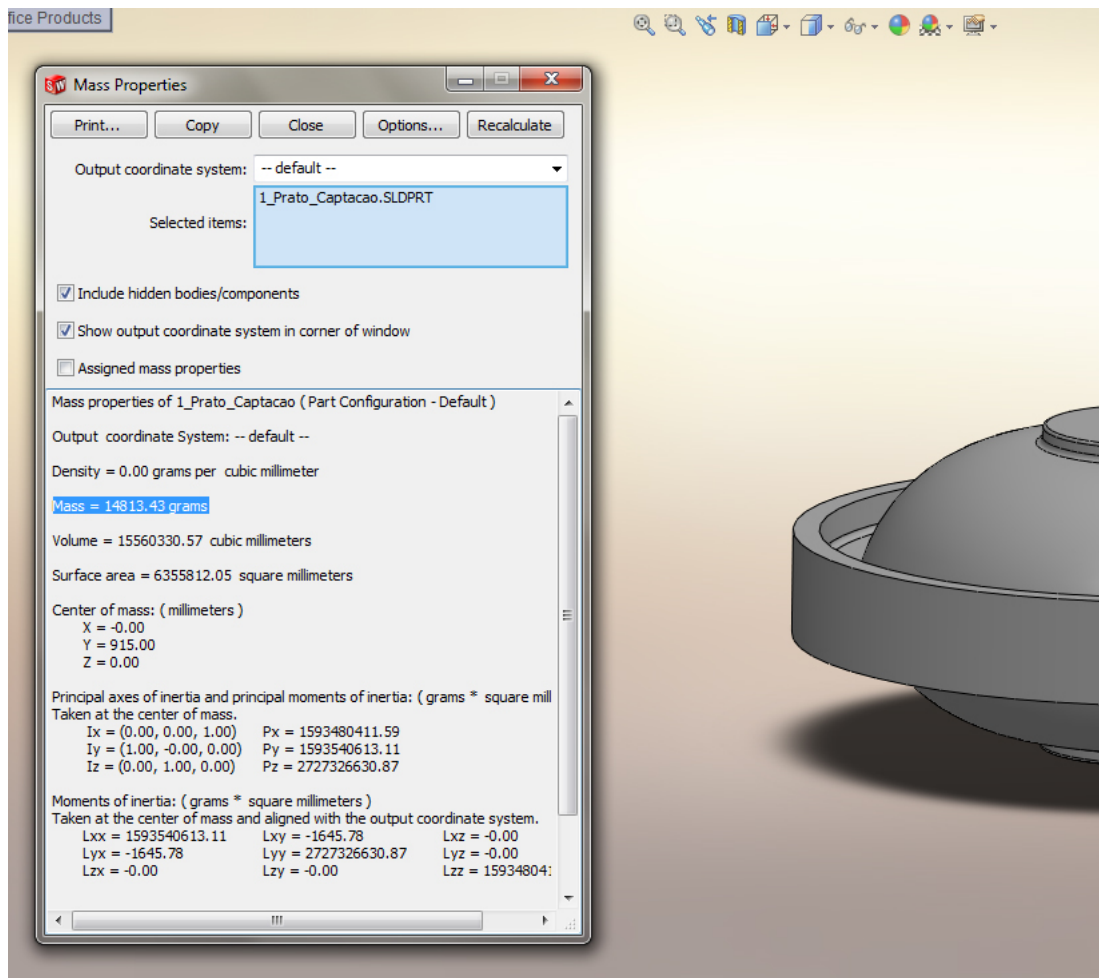 fice Products
Mass Properties
Print... Copy Close Options... Recalculate
Output coordinate system: -- default --
1_Prato_Captacao.SLDPRT
Selected items:
Include hidden bodies/components
Show output coordinate system in corner of window
Assigned mass properties
Mass properties of 1_Prato_Captacao ( Part Configuration - Default )
Output coordinate System: -- default --
Density = 0.00 grams per cubic millimeter
Mass = 14813.43 grams
Volume = 15560330.57 cubic millimeters
Surface area = 6355812.05 square millimeters
Center of mass: ( millimeters )
X = -0.00
Y = 915.00
Z = 0.00
Principal axes of inertia and principal moments of inertia: ( grams * square mill
Taken at the center of mass.
Ix = (0.00, 0.00, 1.00) Px = 1593480411.59
Iy = (1.00, -0.00, 0.00) Py = 1593540613.11
Iz = (0.00, 1.00, 0.00) Pz = 2727326630.87
Moments of inertia: ( grams * square millimeters )
Taken at the center of mass and aligned with the output coordinate system.
Lxx = 1593540613.11 Lxy = -1645.78 Lxz = -0.00
Lyx = -1645.78 Lyy = 2727326630.87 Lyz = -0.00
Lzx = -0.00 Lzy = -0.00 Lzz = 159348041